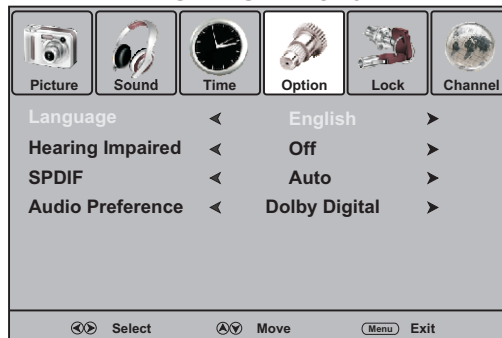 Picture Sound Time Option Lock Channel
Language English
Hearing Impaired Off
SPDIF Auto
Audio Preference Dolby Digital
Select Move Menu Exit